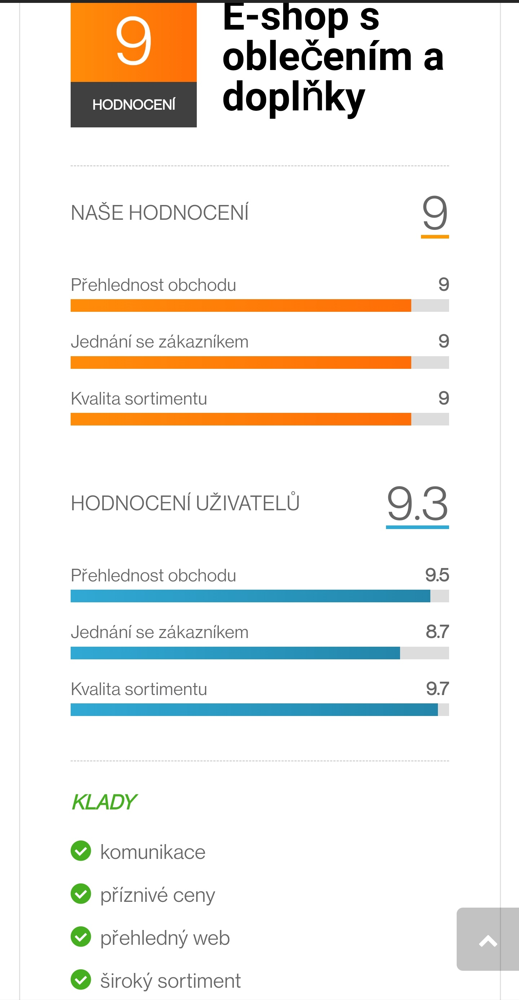 9
HODNOCENÍ
E-shop s
oblečením a
doplňky
NAŠE HODNOCENÍ 9
Přehlednost obchodu 9
Jednání se zákazníkem 9
Kvalita sortimentu 9
HODNOCENÍ UŽIVATELŮ 9.3
Přehlednost obchodu 9.5
Jednání se zákazníkem 8.7
Kvalita sortimentu 9.7
KLADY
komunikace
příznivé ceny
přehledný web
široký sortiment